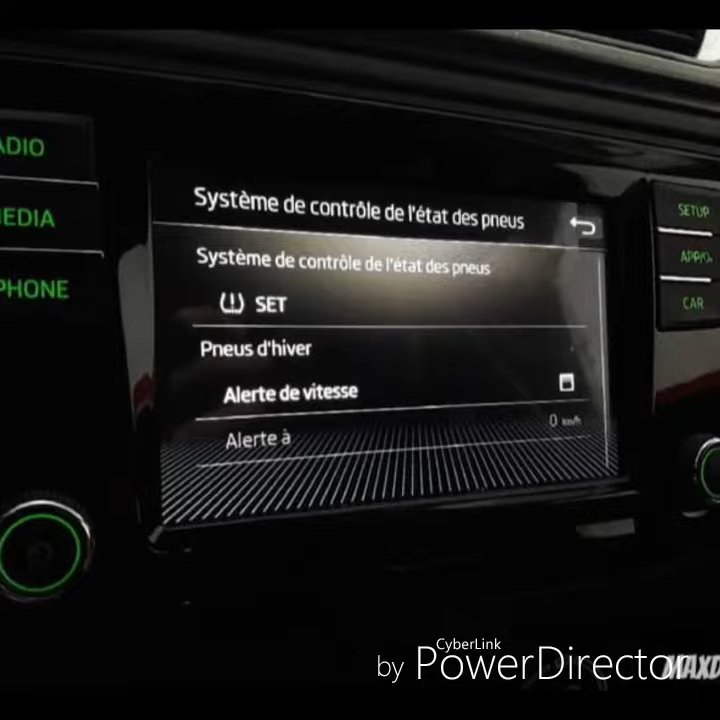 ADIO
MEDIA
PHONE
Système de contrôle de l'état des pneus
Système de contrôle de l'état des pneus
SET
Pneus d'hiver
Alerte de vitesse
Alerte à
0 km/h
SETUP
CAR
CyberLink
by PowerDirector